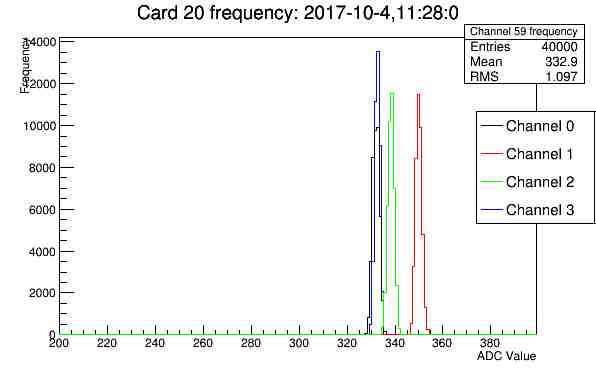 Card 20 frequency: 2017-10-4,11:28:0
Channel 59 frequency
Entries 40000
Mean 332.9
RMS 1.097
Frequency
14000
12000
10000
8000
6000
4000
2000
0
Channel 0
Channel 1
Channel 2
Channel 3
200 220 240 260 280 300 320 340 360 380
ADC Value